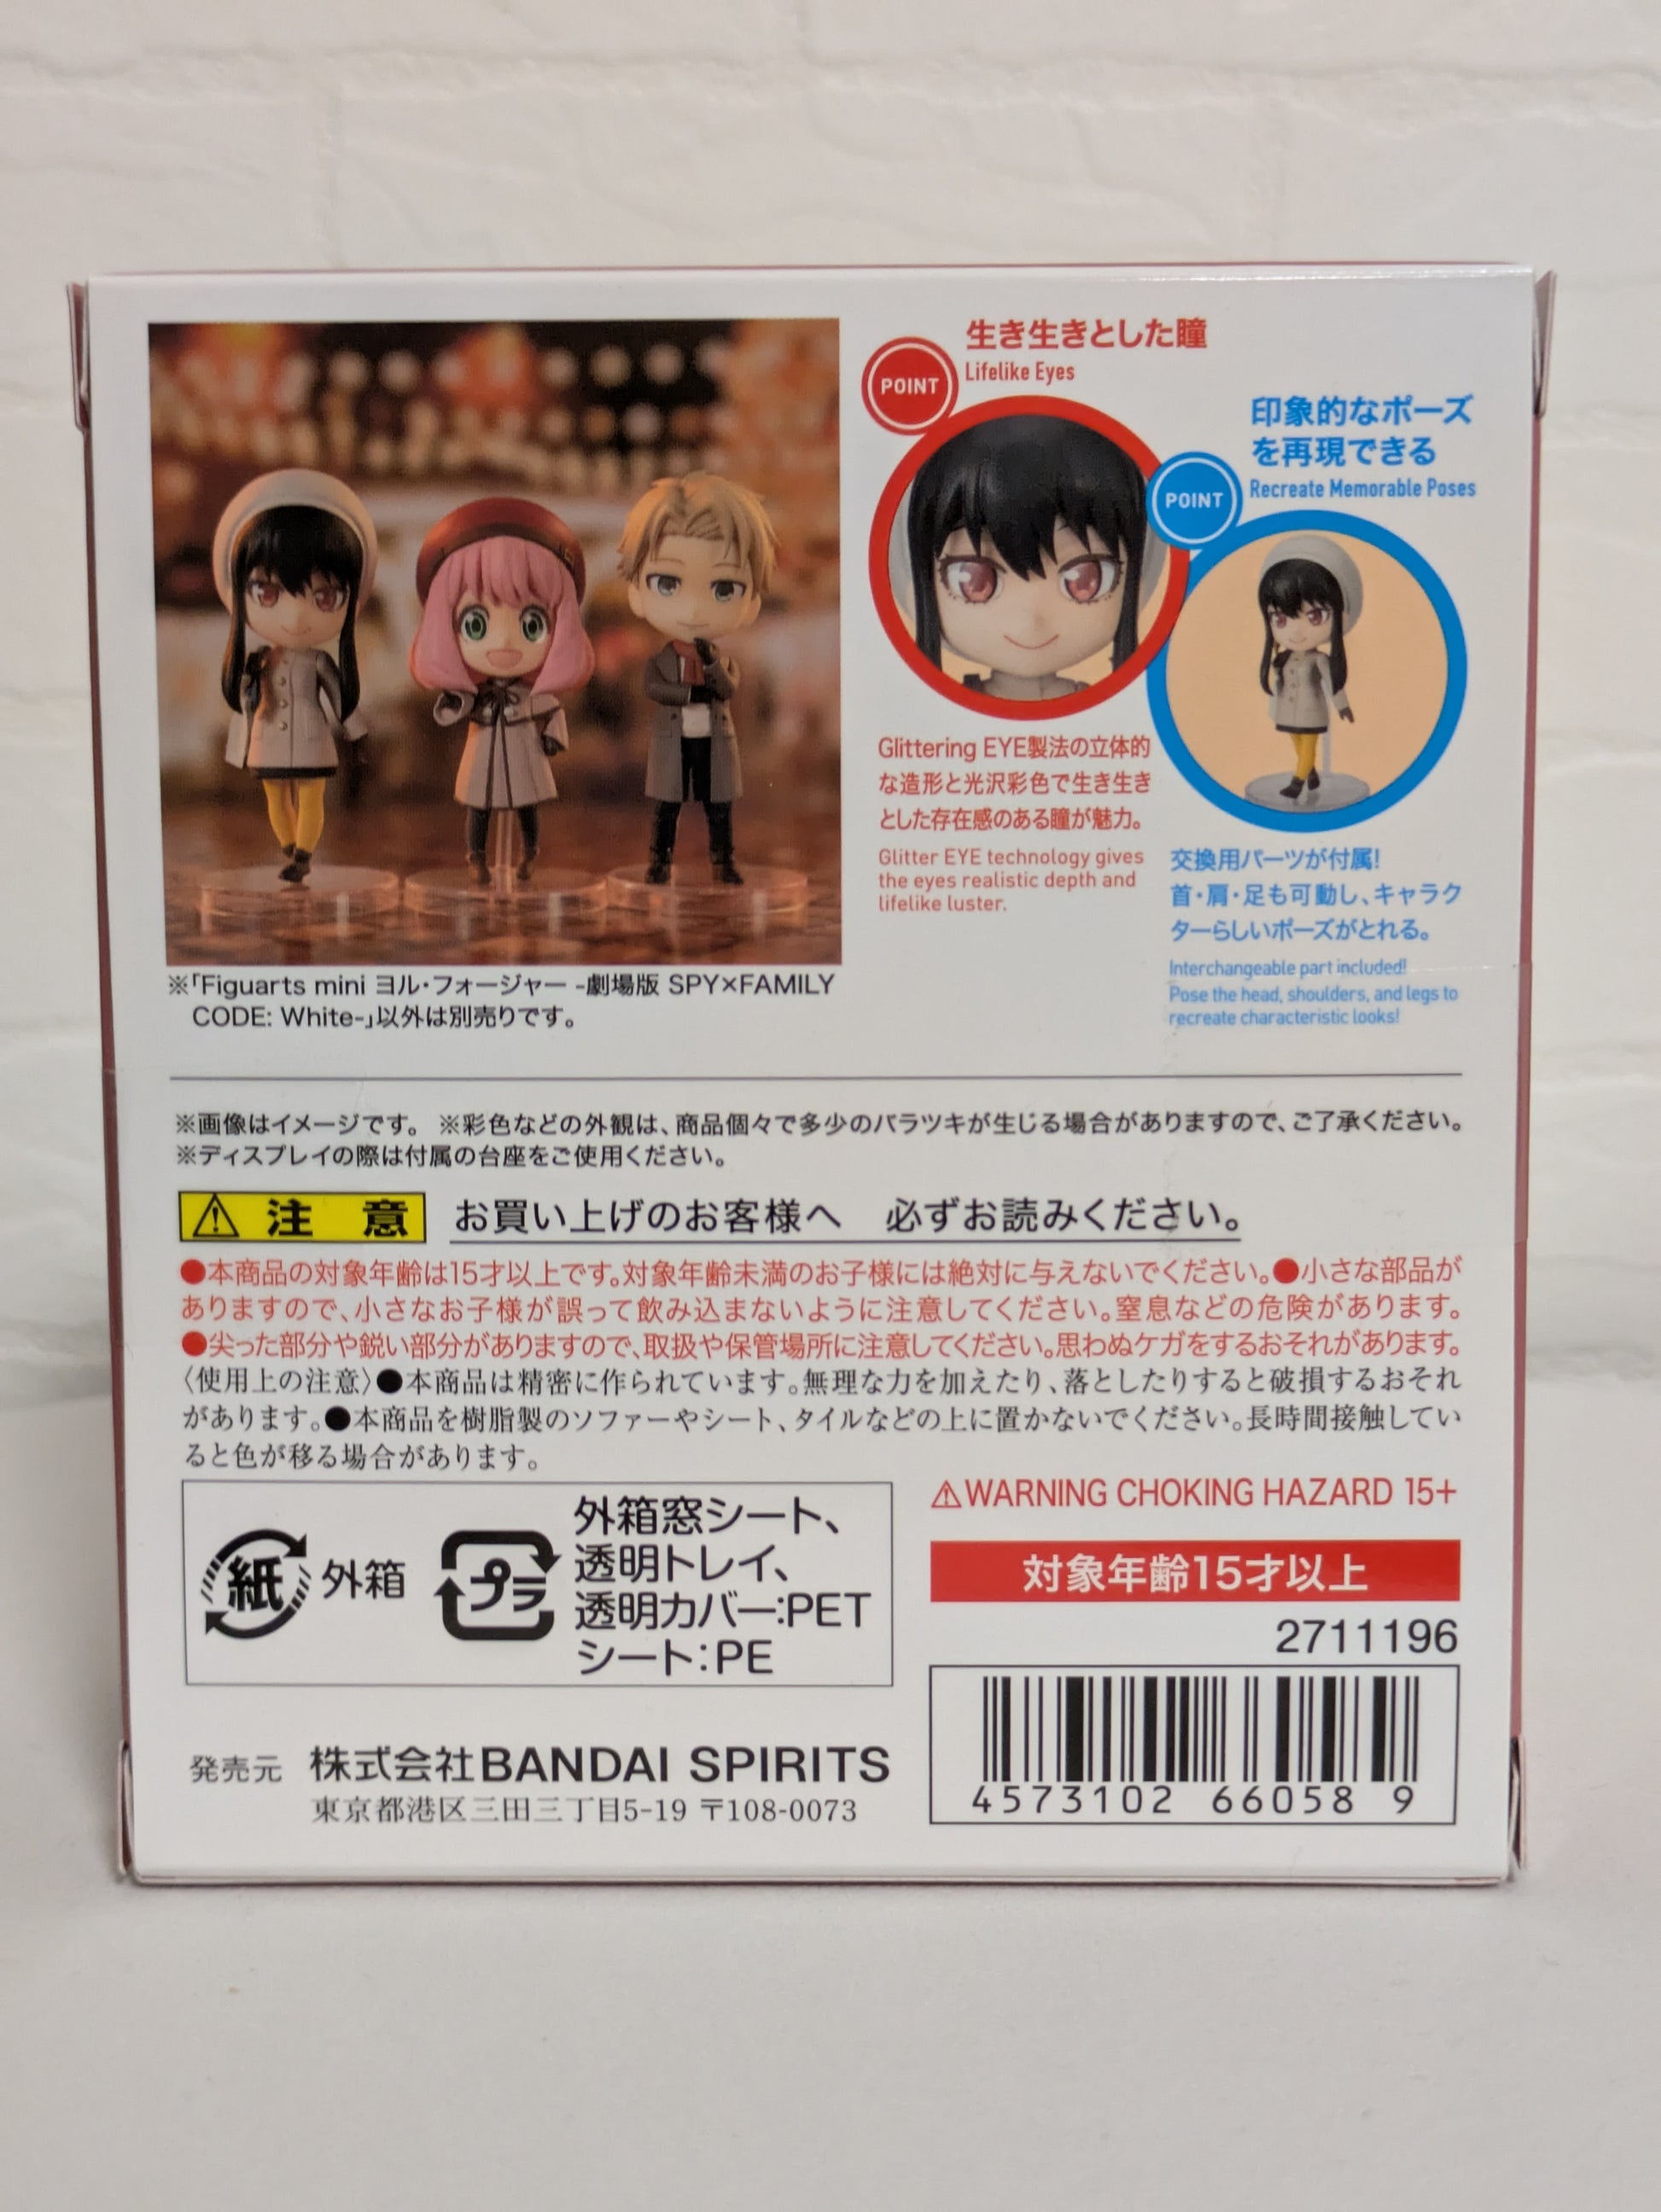 POINT
生き生きとした瞳
Lifelike Eyes
POINT
印象的なポーズ
を再現できる
Recreate Memorable Poses
Glittering EYE製法の立体的
な造形と光沢彩色で生き生き
とした存在感のある瞳が魅力。
Glitter EYE technology gives
the eyes realistic depth and
lifelike luster.
交換用パーツが付属!
首・肩・足も可動し、キャラク
ターらしいポーズがとれる。
Interchangeable part included!
Pose the head, shoulders, and legs to
recreate characteristic looks!
※「Figuarts mini ヨル・フォージャー -劇場版 SPY×FAMILY
CODE: White-」以外は別売りです。
※画像はイメージです。 ※彩色などの外観は、商品個々で多少のバラツキが生じる場合がありますので、ご了承ください。
※ディスプレイの際は付属の台座をご使用ください。
⚠注 意 お買い上げのお客様へ 必ずお読みください。
●本商品の対象年齢は15才以上です。対象年齢未満のお子様には絶対に与えないでください。●小さな部品が
ありますので、小さなお子様が誤って飲み込まないように注意してください。窒息などの危険があります。
●尖った部分や鋭い部分がありますので、取扱や保管場所に注意してください。思わぬケガをするおそれがあります。
〈使用上の注意〉●本商品は精密に作られています。無理な力を加えたり、落としたりすると破損するおそれ
があります。●本商品を樹脂製のソファーやシート、タイルなどの上に置かないでください。長時間接触してい
ると色が移る場合があります。
紙 外箱
プラ
外箱窓シート、
透明トレイ、
透明カバー:PET
シート:PE
⚠WARNING CHOKING HAZARD 15+
対象年齢15才以上
2711196
4573102 66058 9
発売元 株式会社BANDAI SPIRITS
東京都港区三田三丁目5-19 〒108-0073